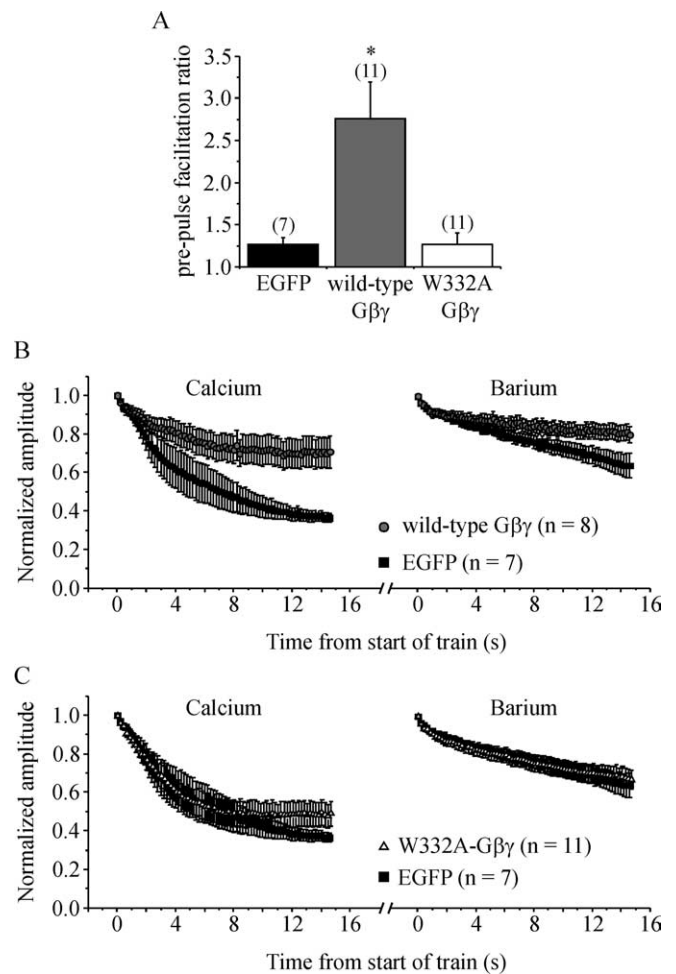 A
pre-pulse facilitation ratio
3.5
3.0
2.5
2.0
1.5
1.0
(7)
*
(11)
(11)
EGFP
wild-type
Gβγ
W332A
Gβγ
B
Normalized amplitude
1.0
0.8
0.6
0.4
0.2
0.0
Calcium
Barium
wild-type Gβγ (n = 8)
EGFP (n = 7)
0 4 8 12 16 0 4 8 12 16
Time from start of train (s)
C
Normalized amplitude
1.0
0.8
0.6
0.4
0.2
0.0
Calcium
Barium
W332A-Gβγ (n = 11)
EGFP (n = 7)
0 4 8 12 16 0 4 8 12 16
Time from start of train (s)